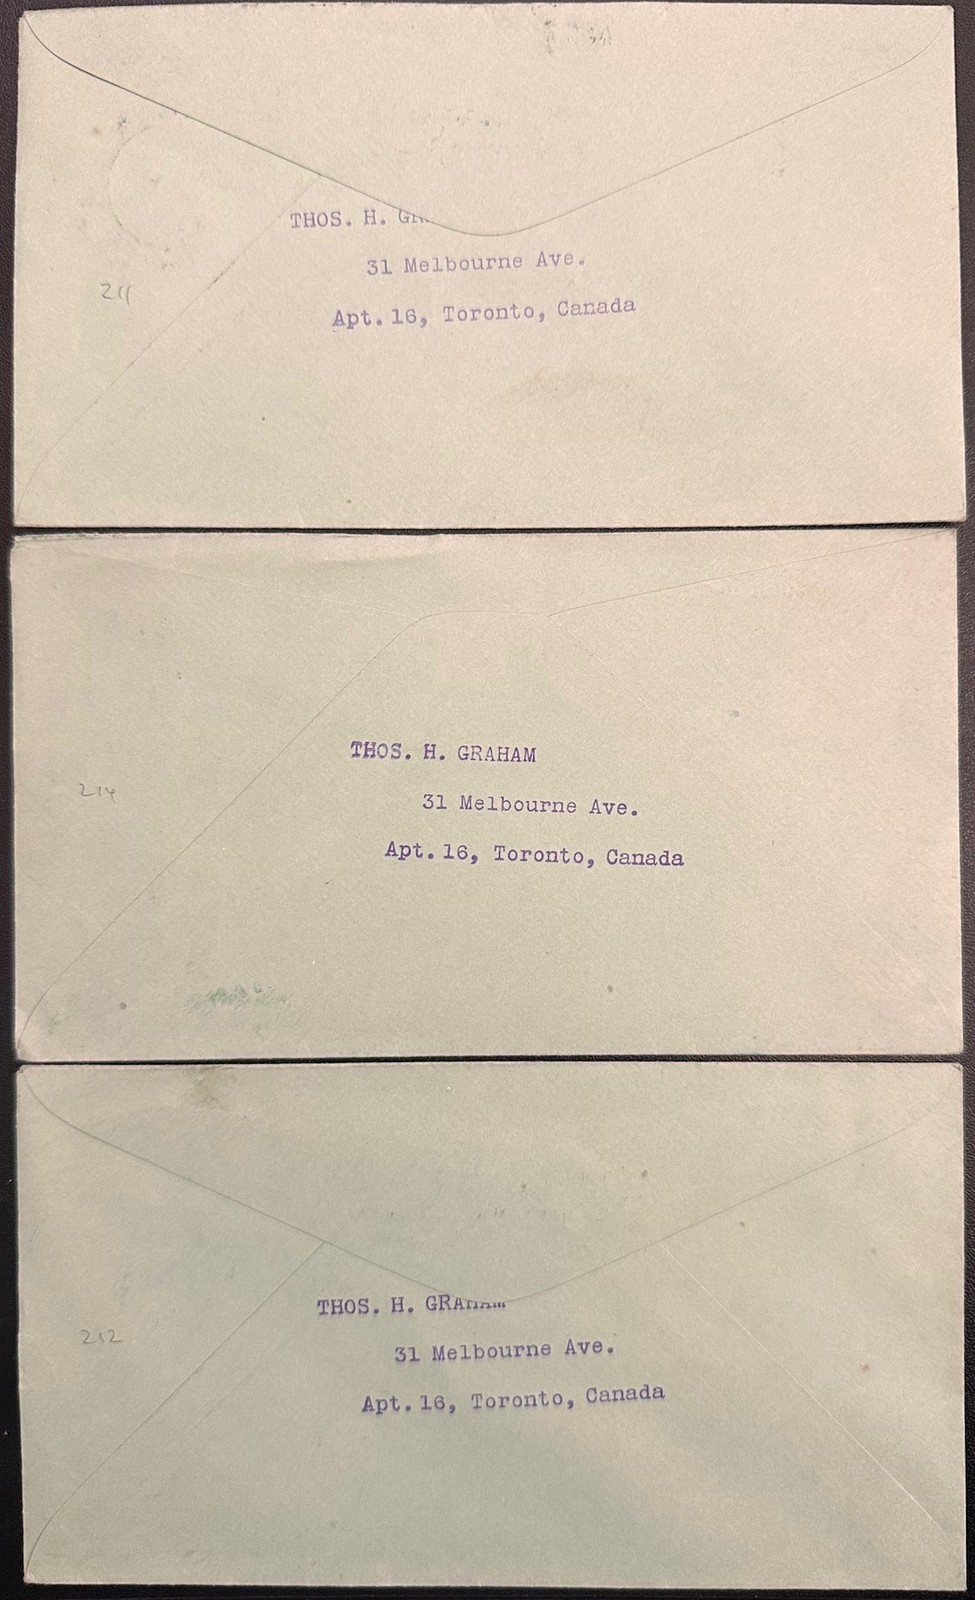 THOS. H.
31 Melbourne Ave.
Apt. 16, Toronto, Canada
211
THOS. H. GRAHAM
31 Melbourne Ave.
Apt. 16, Toronto, Canada
214
THOS. H. GRAHAM
31 Melbourne Ave.
Apt. 16, Toronto, Canada
212